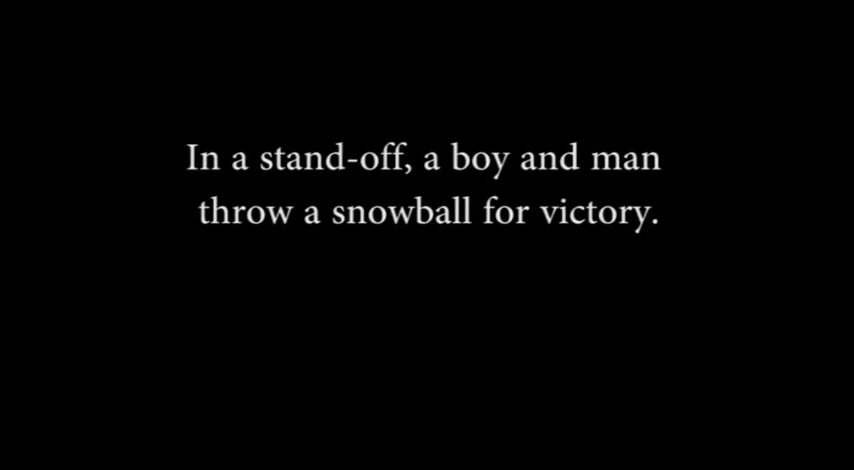 In a stand-off, a boy and man
throw a snowball for victory.